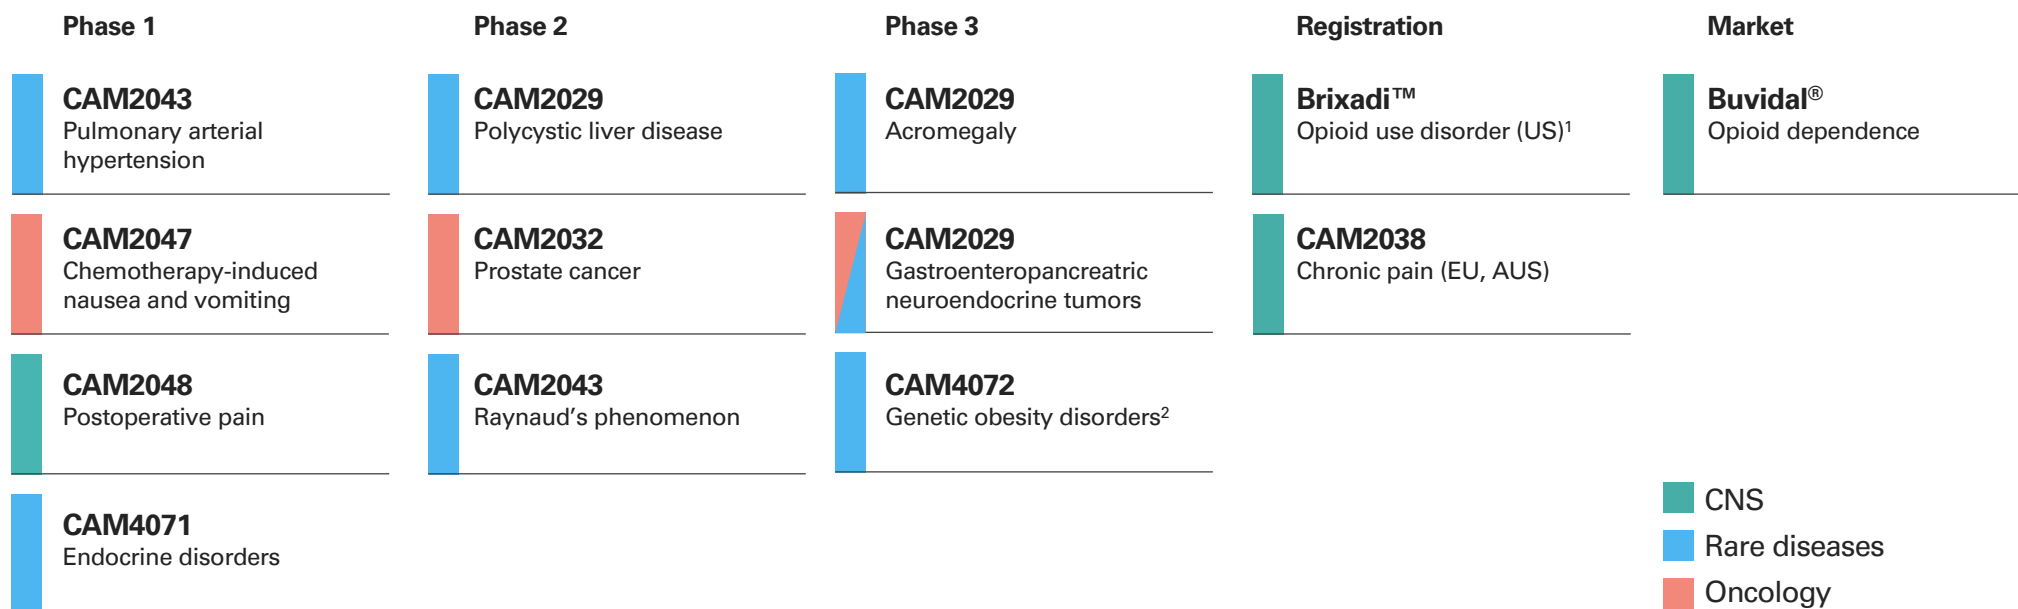 Phase 1
Phase 2
Phase 3
Registration
Market
CAM2043
Pulmonary arterial
hypertension
CAM2029
Polycystic liver disease
CAM2029
Acromegaly
Brixadi™
Opioid use disorder (US)¹
Buvidal®
Opioid dependence
CAM2047
Chemotherapy-induced
nausea and vomiting
CAM2032
Prostate cancer
CAM2029
Gastroenteropancreatric
neuroendocrine tumors
CAM2038
Chronic pain (EU, AUS)
CAM2048
Postoperative pain
CAM2043
Raynaud’s phenomenon
CAM4072
Genetic obesity disorders²
CAM4071
Endocrine disorders
CNS
Rare diseases
Oncology